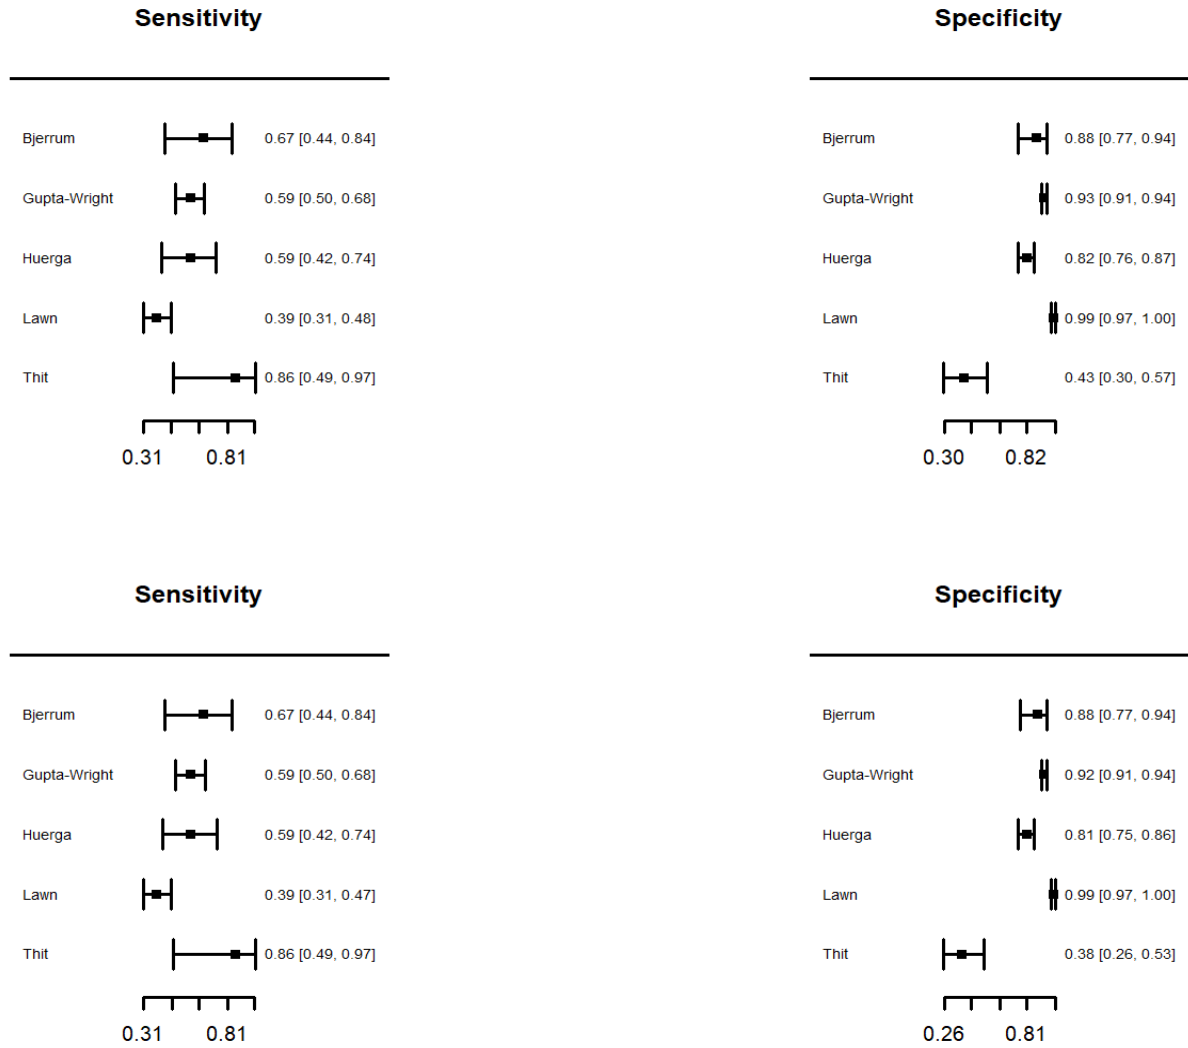 Sensitivity
Bjerrum 0.67 [0.44, 0.84]
Gupta-Wright 0.59 [0.50, 0.68]
Huerga 0.59 [0.42, 0.74]
Lawn 0.39 [0.31, 0.48]
Thit 0.86 [0.49, 0.97]
0.31 0.81
Specificity
Bjerrum 0.88 [0.77, 0.94]
Gupta-Wright 0.93 [0.91, 0.94]
Huerga 0.82 [0.76, 0.87]
Lawn 0.99 [0.97, 1.00]
Thit 0.43 [0.30, 0.57]
0.30 0.82
Sensitivity
Bjerrum 0.67 [0.44, 0.84]
Gupta-Wright 0.59 [0.50, 0.68]
Huerga 0.59 [0.42, 0.74]
Lawn 0.39 [0.31, 0.47]
Thit 0.86 [0.49, 0.97]
0.31 0.81
Specificity
Bjerrum 0.88 [0.77, 0.94]
Gupta-Wright 0.92 [0.91, 0.94]
Huerga 0.81 [0.75, 0.86]
Lawn 0.99 [0.97, 1.00]
Thit 0.38 [0.26, 0.53]
0.26 0.81